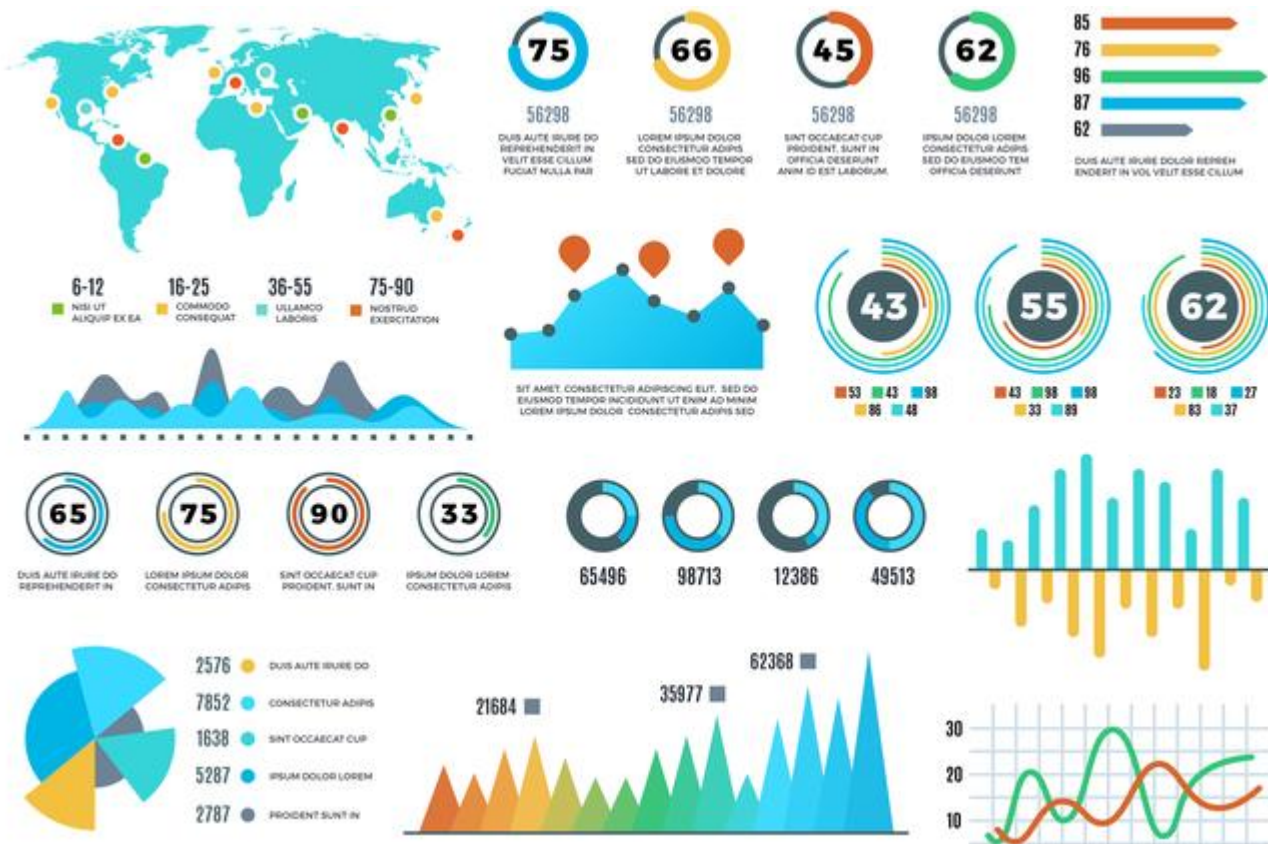 75
56298
DUIS AUTE IRURE DO
REPREHENDERIT IN
VELIT ESSE CILLUM
FUGIAT NULLA PAR
66
56298
LOREM IPSUM DOLOR
CONSECTETUR ADIPIS
SED DO EIUSMOD TEMPOR
UT LABORE ET DOLORE
45
56298
SINT OCCAECAT CUP
PROIDENT, SUNT IN
OFFICIA DESERUNT
ANIM ID EST LABORUM.
62
56298
IPSUM DOLOR LOREM
CONSECTETUR ADIPIS
SED DO EIUSMOD TEM
OFFICIA DESERUNT
85
76
96
87
62
DUIS AUTE IRURE DOLOR REPREH
ENDERIT IN VOL VELIT ESSE CILLUM
6-12
NISI UT
ALIQUIP EX EA
16-25
COMMODO
CONSEQUAT
36-55
ULLAMCO
LABORIS
75-90
NOSTRUD
EXERCITATION
SIT AMET, CONSECTETUR ADIPISCING ELIT, SED DO
EIUSMOD TEMPOR INCIDIDUNT UT ENIM AD MINIM
LOREM IPSUM DOLOR CONSECTETUR ADIPIS SED
43
53 43 98
86 48
55
43 98 98
33 89
62
23 18 27
83 37
65
DUIS AUTE IRURE DO
REPREHENDERIT IN
75
LOREM IPSUM DOLOR
CONSECTETUR ADIPIS
90
SINT OCCAECAT CUP
PROIDENT, SUNT IN
33
IPSUM DOLOR LOREM
CONSECTETUR ADIPIS
65496
98713
12386
49513
2576 DUIS AUTE IRURE DO
7852 CONSECTETUR ADIPIS
1638 SINT OCCAECAT CUP
5287 IPSUM DOLOR LOREM
2787 PROIDENT SUNT IN
21684
35977
62368
30
20
10